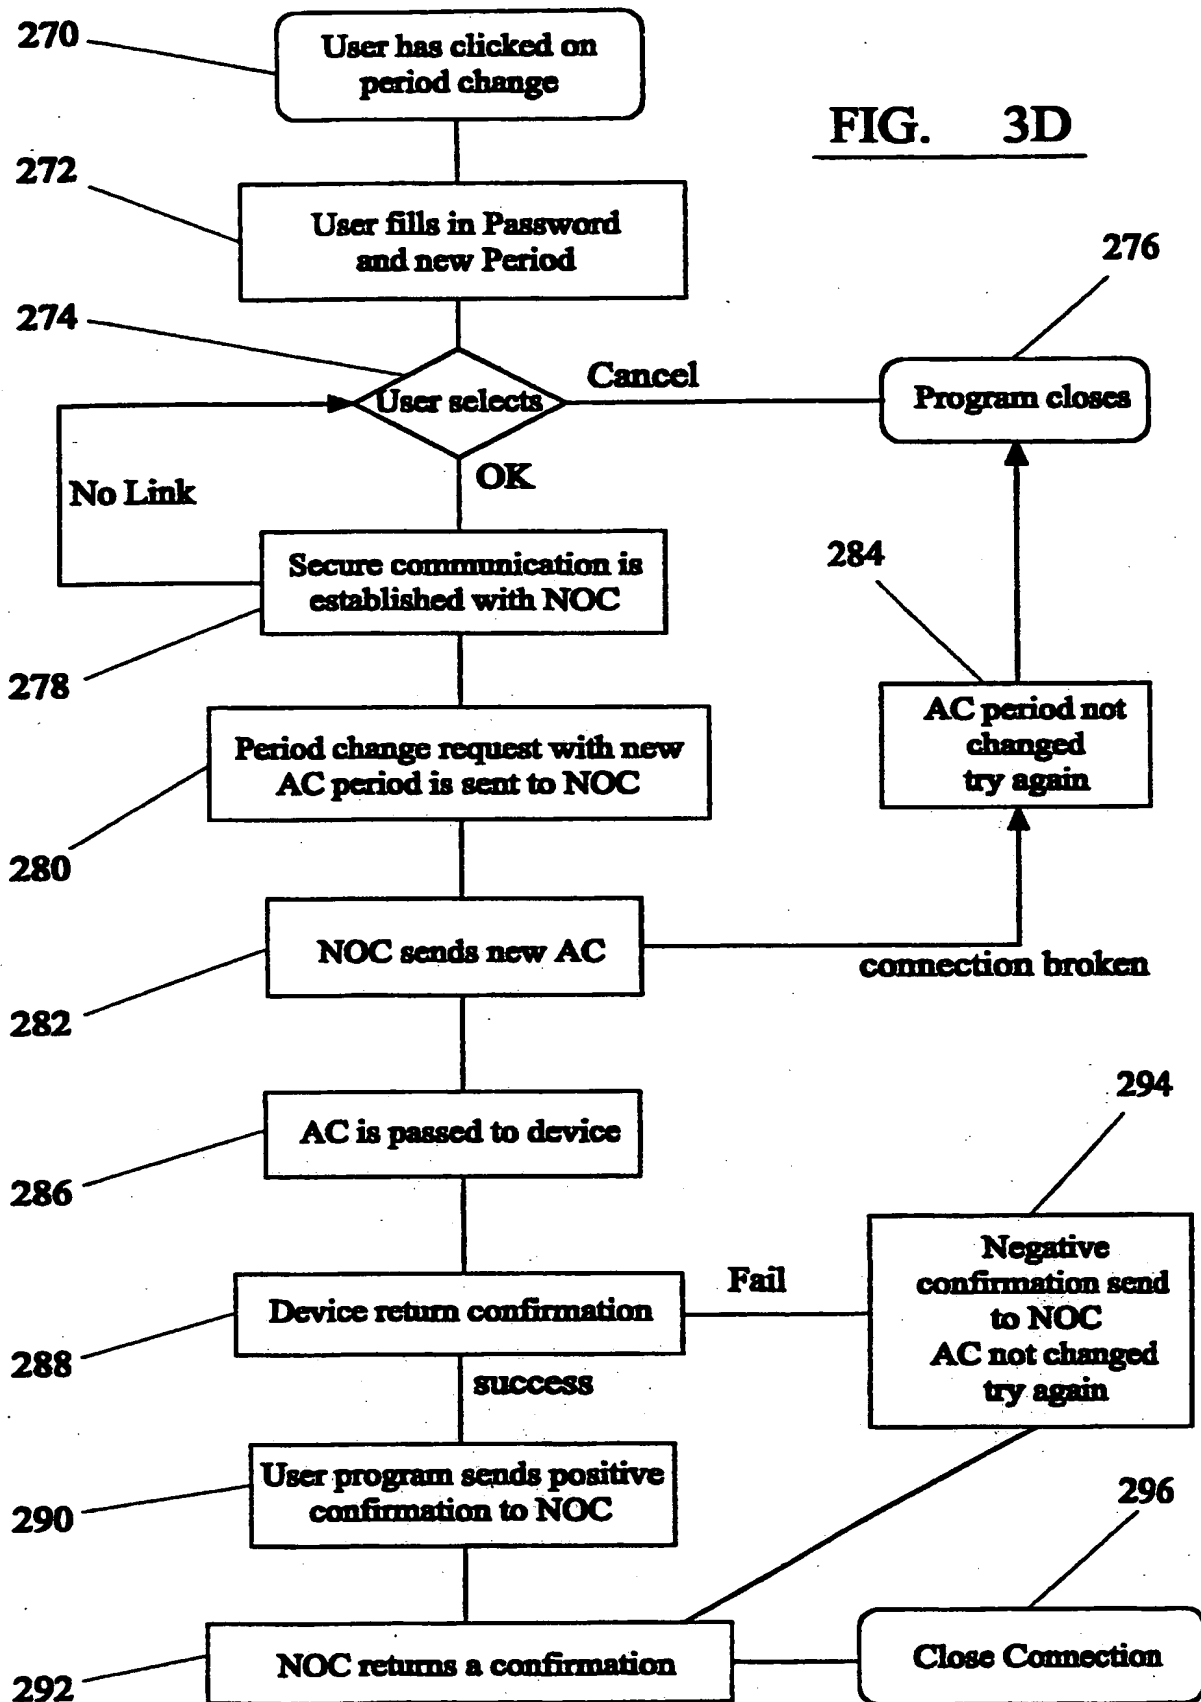 270
User has clicked on
period change
FIG. 3D
272
User fills in Password
and new Period
276
274
Cancel
User selects
Program closes
OK
No Link
284
Secure communication is
established with NOC
278
AC period not
changed
try again
Period change request with new
AC period is sent to NOC
280
NOC sends new AC
connection broken
282
294
AC is passed to device
286
Negative
confirmation send
to NOC
AC not changed
try again
Fail
Device return confirmation
288
success
User program sends positive
confirmation to NOC
290
296
NOC returns a confirmation
Close Connection
292